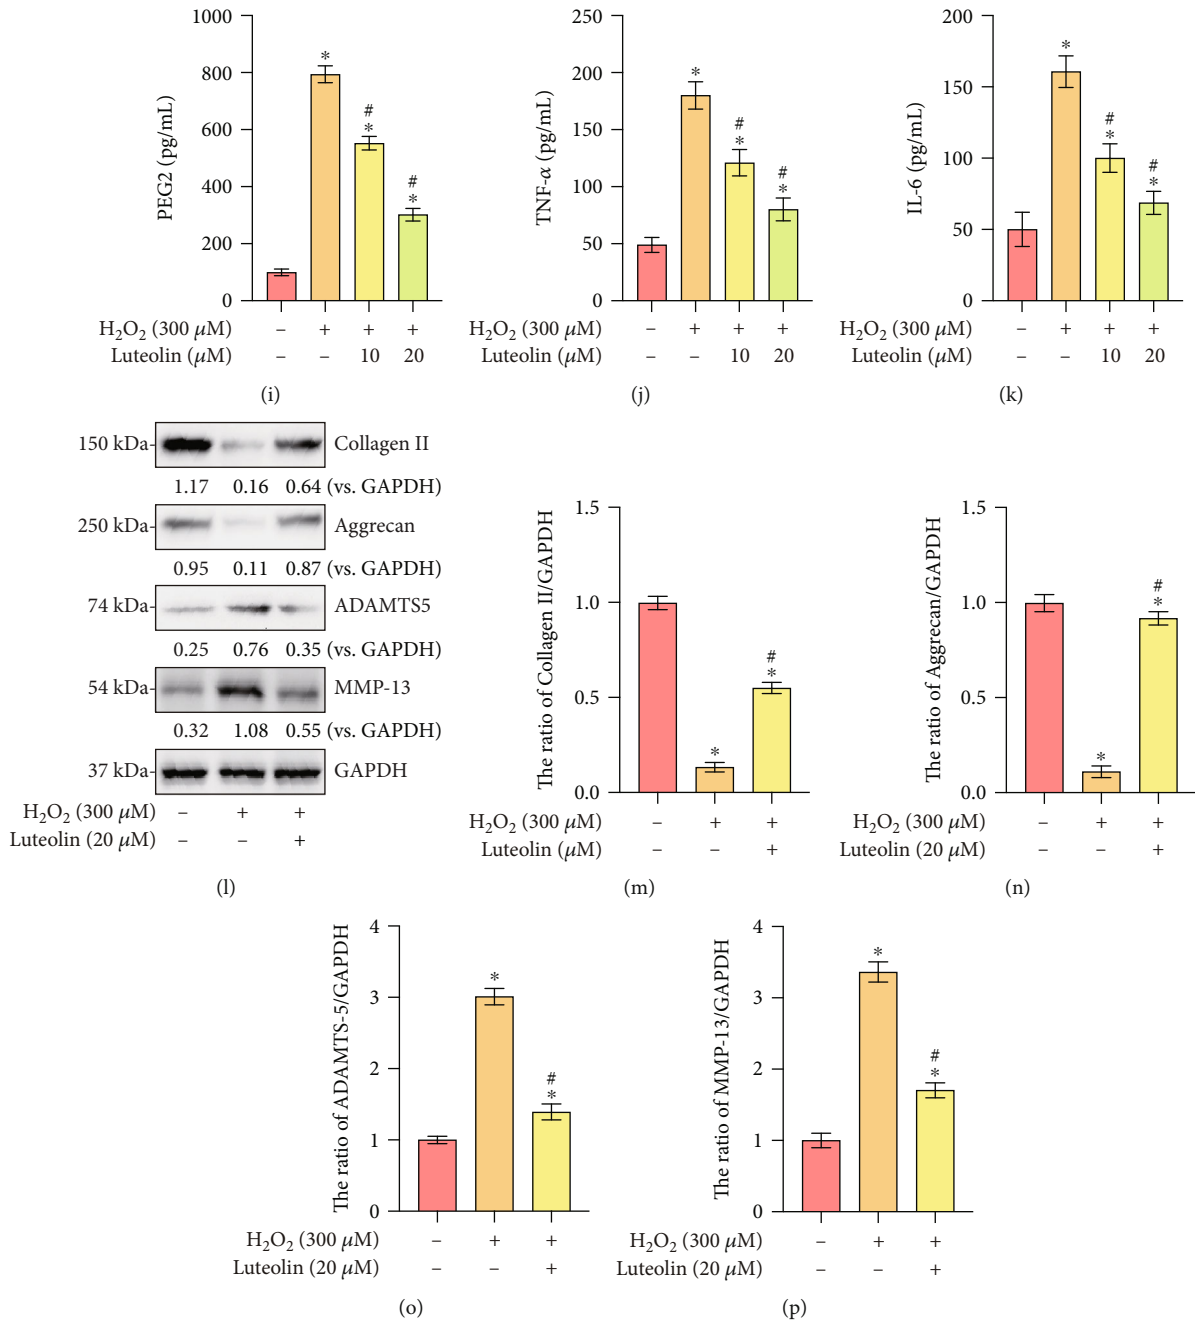 1000
800
600
400
200
0
PEG2 (pg/mL)
*
#
*
#
*
H₂O₂ (300 μM) – + + +
Luteolin (μM) – – 10 20
(i)
250
200
150
100
50
0
TNF-α (pg/mL)
*
#
*
#
*
H₂O₂ (300 μM) – + + +
Luteolin (μM) – – 10 20
(j)
200
150
100
50
0
IL-6 (pg/mL)
*
#
*
#
*
H₂O₂ (300 μM) – + + +
Luteolin (μM) – – 10 20
(k)
150 kDa- Collagen II
1.17 0.16 0.64 (vs. GAPDH)
250 kDa- Aggrecan
0.95 0.11 0.87 (vs. GAPDH)
74 kDa- ADAMTS5
0.25 0.76 0.35 (vs. GAPDH)
54 kDa- MMP-13
0.32 1.08 0.55 (vs. GAPDH)
37 kDa- GAPDH
H₂O₂ (300 μM) – + +
Luteolin (20 μM) – – +
(l)
1.5
1.0
0.5
0.0
The ratio of Collagen II/GAPDH
*
#
*
H₂O₂ (300 μM) – + +
Luteolin (μM) – – +
(m)
1.5
1.0
0.5
0.0
The ratio of Aggrecan/GAPDH
*
#
*
H₂O₂ (300 μM) – + +
Luteolin (20 μM) – – +
(n)
4
3
2
1
0
The ratio of ADAMTS-5/GAPDH
*
#
*
H₂O₂ (300 μM) – + +
Luteolin (20 μM) – – +
(o)
4
3
2
1
0
The ratio of MMP-13/GAPDH
*
#
*
H₂O₂ (300 μM) – + +
Luteolin (20 μM) – – +
(p)